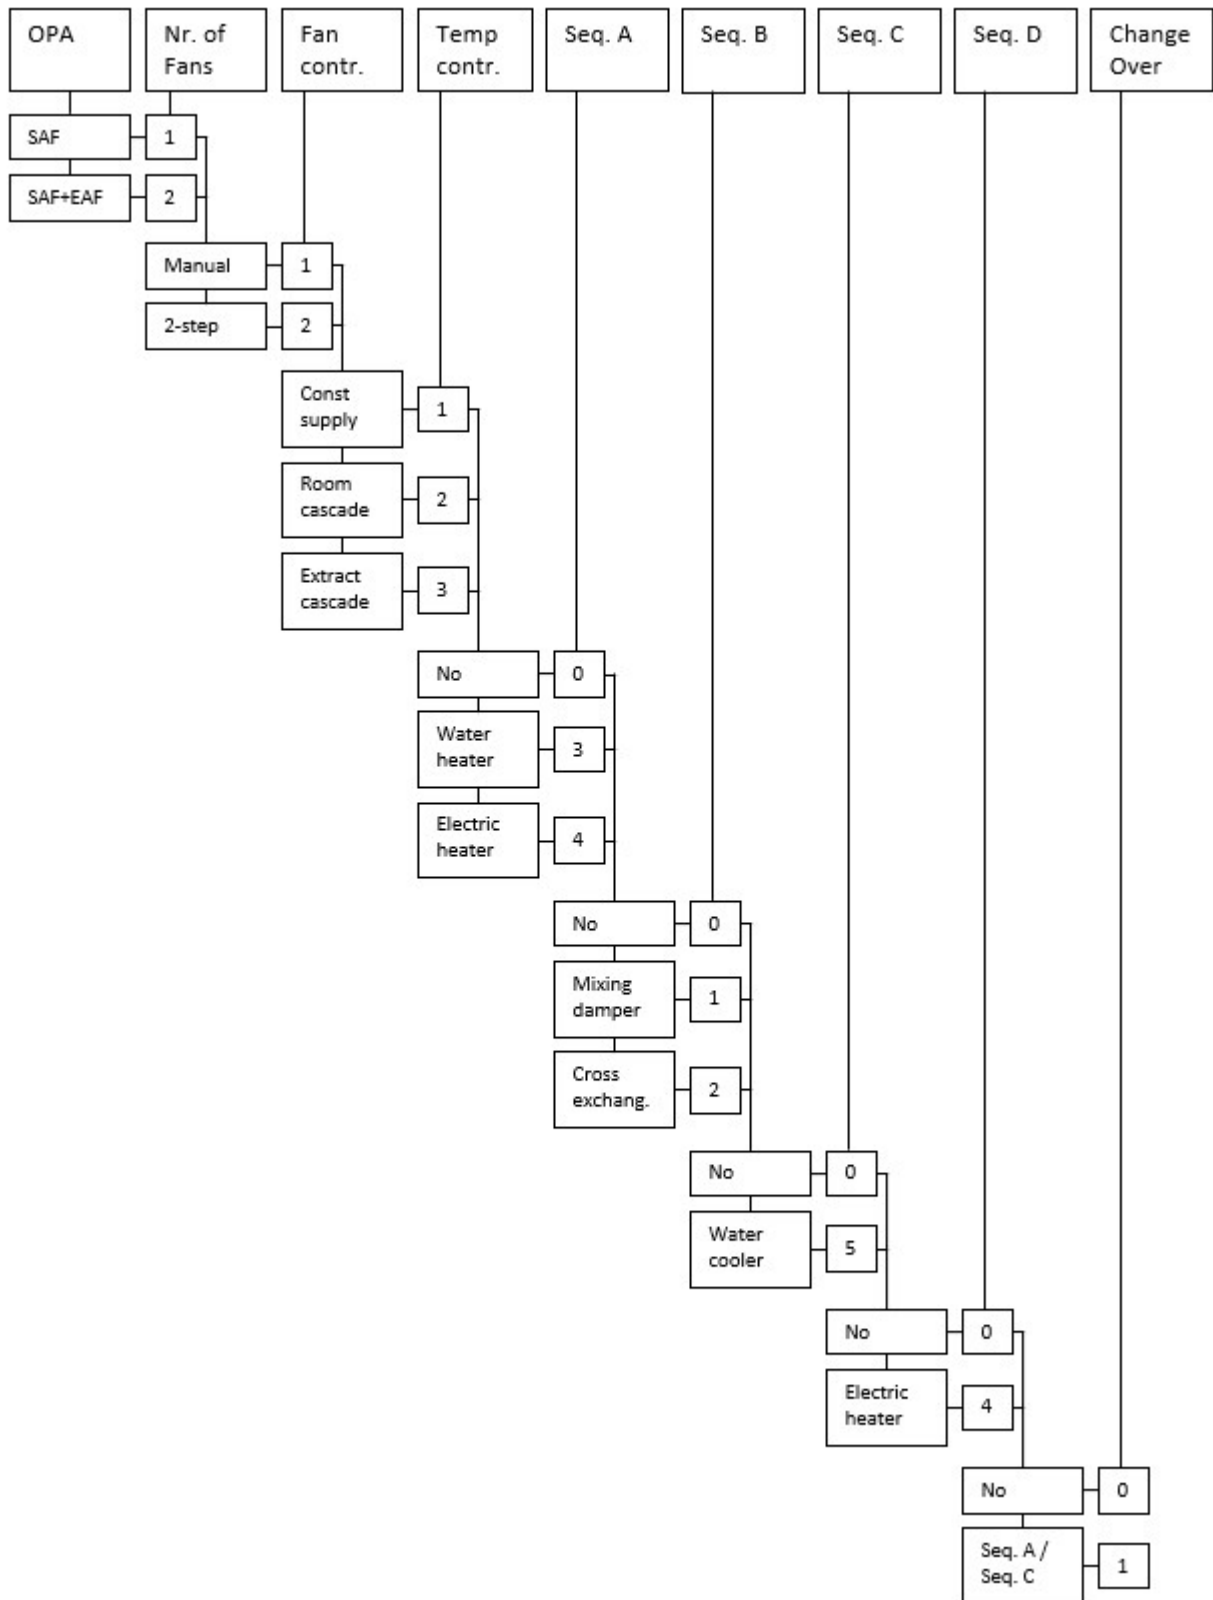 OPA
Nr. of
Fans
Fan
contr.
Temp
contr.
Seq. A
Seq. B
Seq. C
Seq. D
Change
Over
SAF
1
SAF+EAF
2
Manual
1
2-step
2
Const
supply
1
Room
cascade
2
Extract
cascade
3
No
0
Water
heater
3
Electric
heater
4
No
0
Mixing
damper
1
Cross
exchang.
2
No
0
Water
cooler
5
No
0
Electric
heater
4
No
0
Seq. A /
Seq. C
1